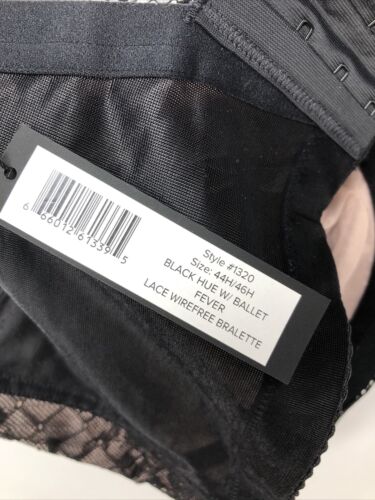 6 66012 61339 5
Style #1320
Size: 44H/46H
BLACK HUE W/ BALLET
FEVER
LACE WIREFREE BRALETTE